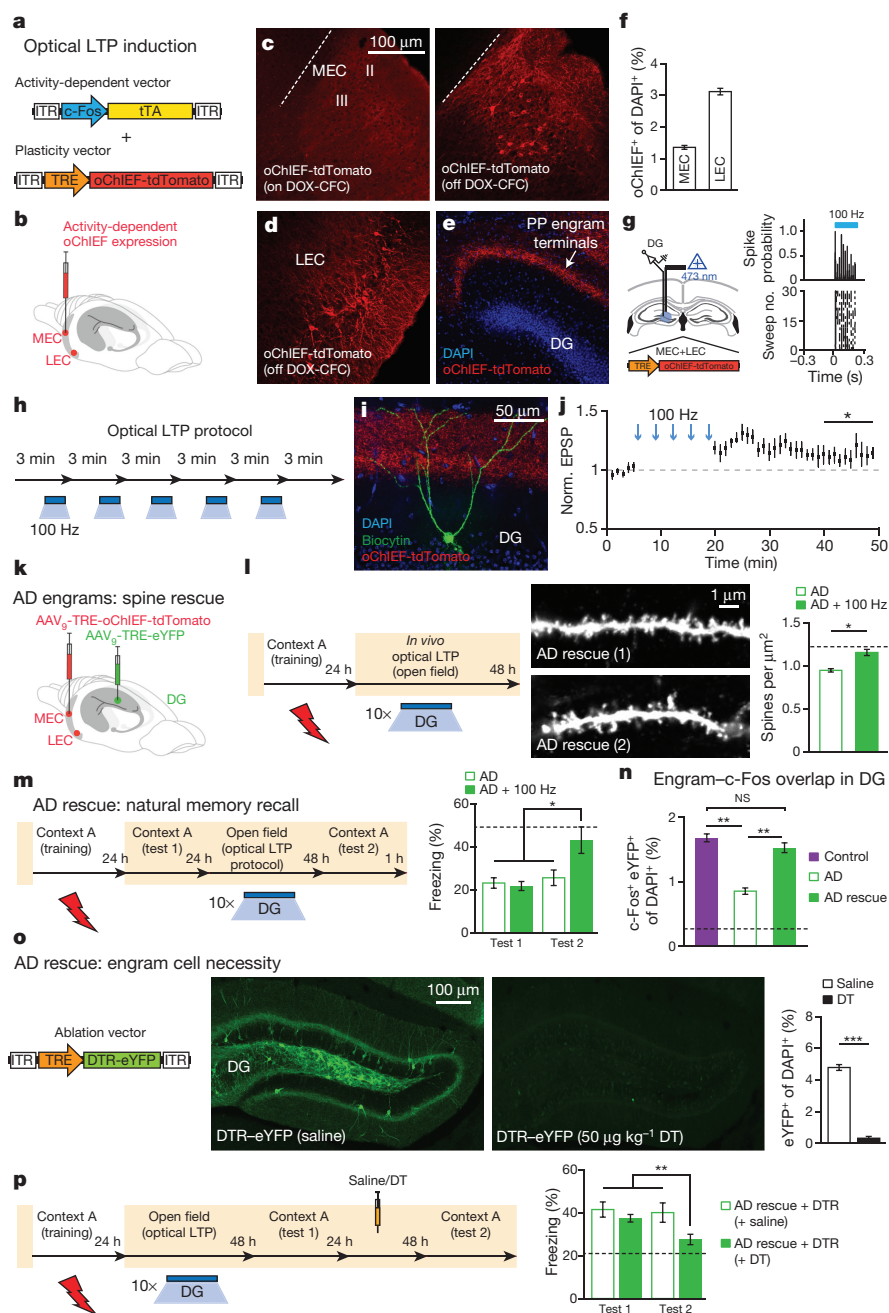 a
Optical LTP induction
Activity-dependent vector
ITR c-Fos tTA ITR
+
Plasticity vector
ITR TRE oChIEF-tdTomato ITR
b
Activity-dependent
oChIEF expression
MEC
LEC
c
100 µm
MEC II
III
oChIEF-tdTomato
(on DOX-CFC)
oChIEF-tdTomato
(off DOX-CFC)
d
LEC
oChIEF-tdTomato
(off DOX-CFC)
e
PP engram
terminals
DG
DAPI
oChIEF-tdTomato
f
oChIEF+ of DAPI+ (%)
4
3
2
1
0
MEC
LEC
g
DG
473 nm
MEC+LEC
TRE oChIEF-tdTomato
100 Hz
Spike
probability
1.0
0.5
0
Sweep no.
30
15
0
−0.3 0 0.3
Time (s)
h
Optical LTP protocol
3 min 3 min 3 min 3 min 3 min 3 min
100 Hz
i
50 µm
DAPI
Biocytin
oChIEF-tdTomato
DG
j
Norm. EPSP
1.5
1
0.5
100 Hz
*
0 10 20 30 40 50
Time (min)
k
AD engrams: spine rescue
AAV9-TRE-oChIEF-tdTomato
AAV9-TRE-eYFP
DG
MEC
LEC
l
Context A
(training)
24 h
In vivo
optical LTP
(open field)
48 h
10×
DG
1 µm
AD rescue (1)
AD rescue (2)
AD
AD + 100 Hz
*
Spines per µm2
1.5
1.0
0.5
0
m
AD rescue: natural memory recall
Context A
(training)
24 h
Context A
(test 1)
24 h
Open field
(optical LTP
protocol)
48 h
Context A
(test 2)
1 h
10×
DG
AD
AD + 100 Hz
*
Freezing (%)
60
40
20
0
Test 1 Test 2
n
Engram–c-Fos overlap in DG
NS
** **
c-Fos+ eYFP+
of DAPI+ (%)
2
1
0
Control
AD
AD rescue
o
AD rescue: engram cell necessity
Ablation vector
ITR TRE DTR-eYFP ITR
100 µm
DG
DTR–eYFP (saline)
DTR–eYFP (50 µg kg−1 DT)
Saline
DT
***
eYFP+ of DAPI+ (%)
8
6
4
2
0
p
Saline/DT
Context A
(training)
24 h
Open field
(optical LTP)
48 h
Context A
(test 1)
24 h
48 h
Context A
(test 2)
10×
DG
**
Freezing (%)
60
40
20
0
Test 1 Test 2
AD rescue + DTR
(+ saline)
AD rescue + DTR
(+ DT)